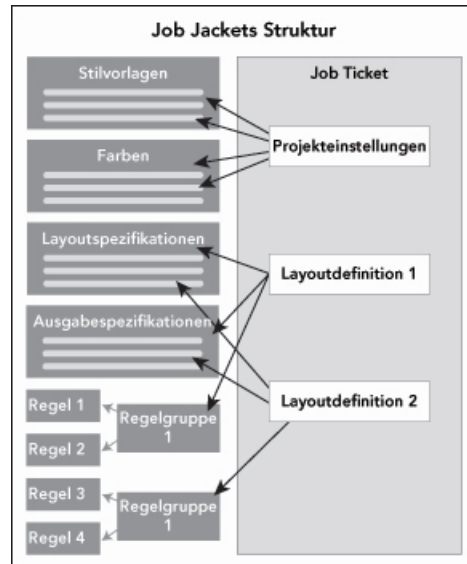 Job Jackets Struktur
Stilvorlagen
Farben
Layoutspezifikationen
Ausgabespezifikationen
Regel 1
Regel 2
Regelgruppe
1
Regel 3
Regel 4
Regelgruppe
1
Job Ticket
Projekteinstellungen
Layoutdefinition 1
Layoutdefinition 2